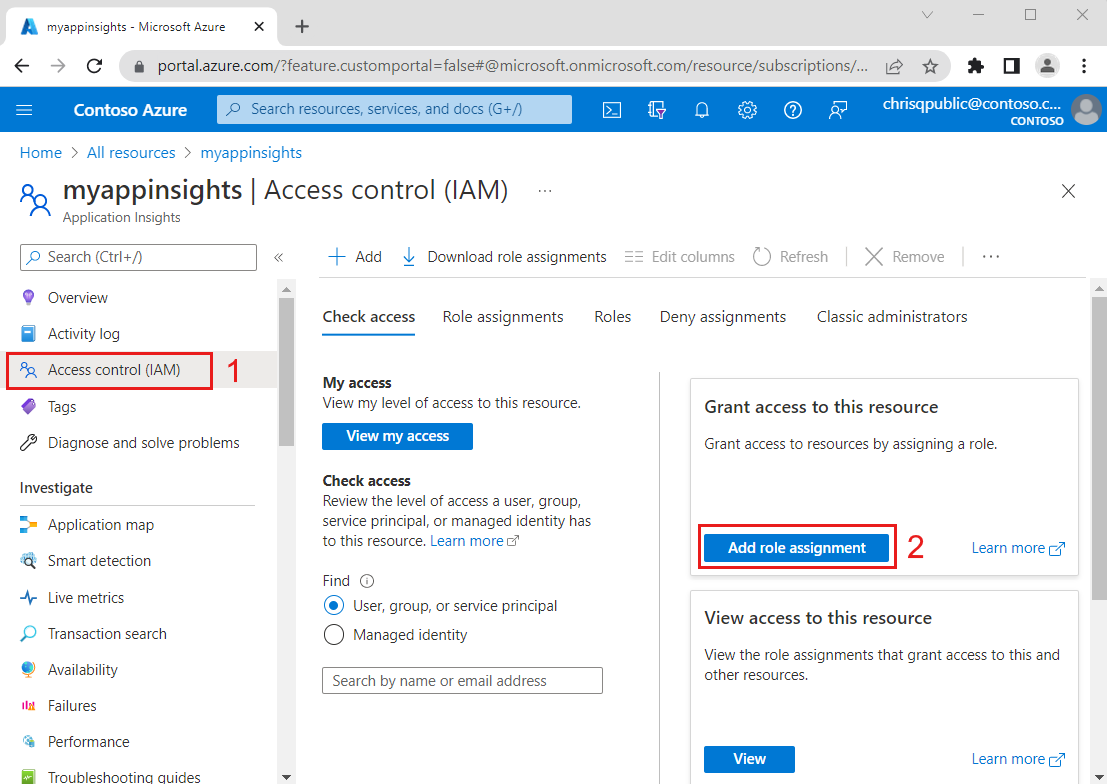 myappinsights - Microsoft Azure
portal.azure.com/?feature.customportal=false#@microsoft.onmicrosoft.com/resource/subscriptions/...
Contoso Azure
Search resources, services, and docs (G+/)
chrisqpublic@contoso.c...
CONTOSO
Home > All resources > myappinsights
myappinsights | Access control (IAM) ...
Application Insights
Search (Ctrl+/)
«
Add
Download role assignments
Edit columns
Refresh
Remove
...
Overview
Activity log
Access control (IAM)
1
Tags
Diagnose and solve problems
Investigate
Application map
Smart detection
Live metrics
Transaction search
Availability
Failures
Performance
Troubleshooting guides
Check access
Role assignments
Roles
Deny assignments
Classic administrators
My access
View my level of access to this resource.
View my access
Check access
Review the level of access a user, group,
service principal, or managed identity has
to this resource. Learn more
Find
User, group, or service principal
Managed identity
Search by name or email address
Grant access to this resource
Grant access to resources by assigning a role.
Add role assignment
2
Learn more
View access to this resource
View the role assignments that grant access to this and
other resources.
View
Learn more